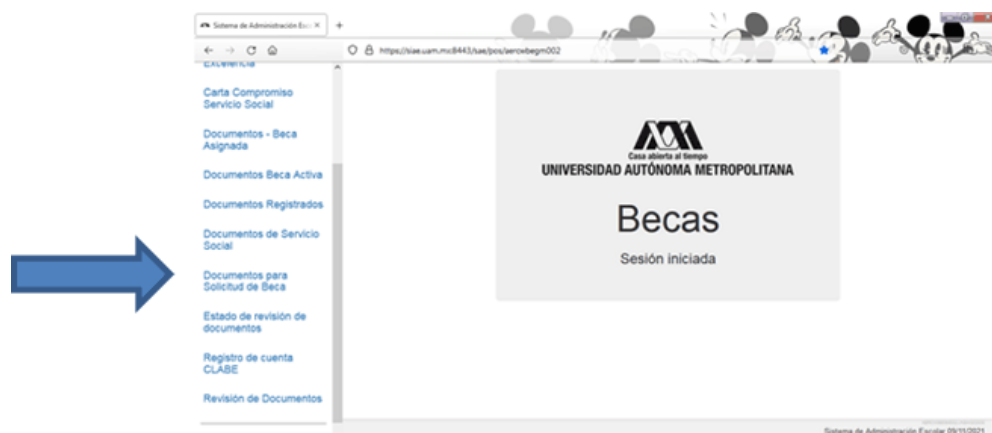 Sistema de Administración Esc
https://siae.uam.mx:8443/sae/pos/aerowbegm002
Excelencia
Carta Compromiso
Servicio Social
Documentos - Beca
Asignada
Documentos Beca Activa
Documentos Registrados
Documentos de Servicio
Social
Documentos para
Solicitud de Beca
Estado de revisión de
documentos
Registro de cuenta
CLABE
Revisión de Documentos
Casa abierta al tiempo
UNIVERSIDAD AUTÓNOMA METROPOLITANA
Becas
Sesión iniciada
Sistema de Administración Escolar 09/11/2021